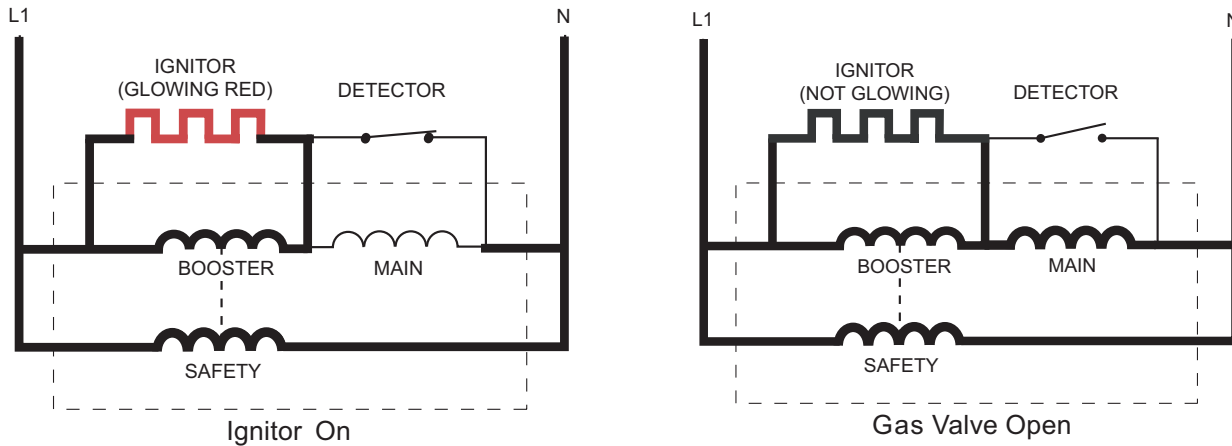 L1
N
IGNITOR
(GLOWING RED)
DETECTOR
BOOSTER
MAIN
SAFETY
Ignitor On
L1
N
IGNITOR
(NOT GLOWING)
DETECTOR
BOOSTER
MAIN
SAFETY
Gas Valve Open